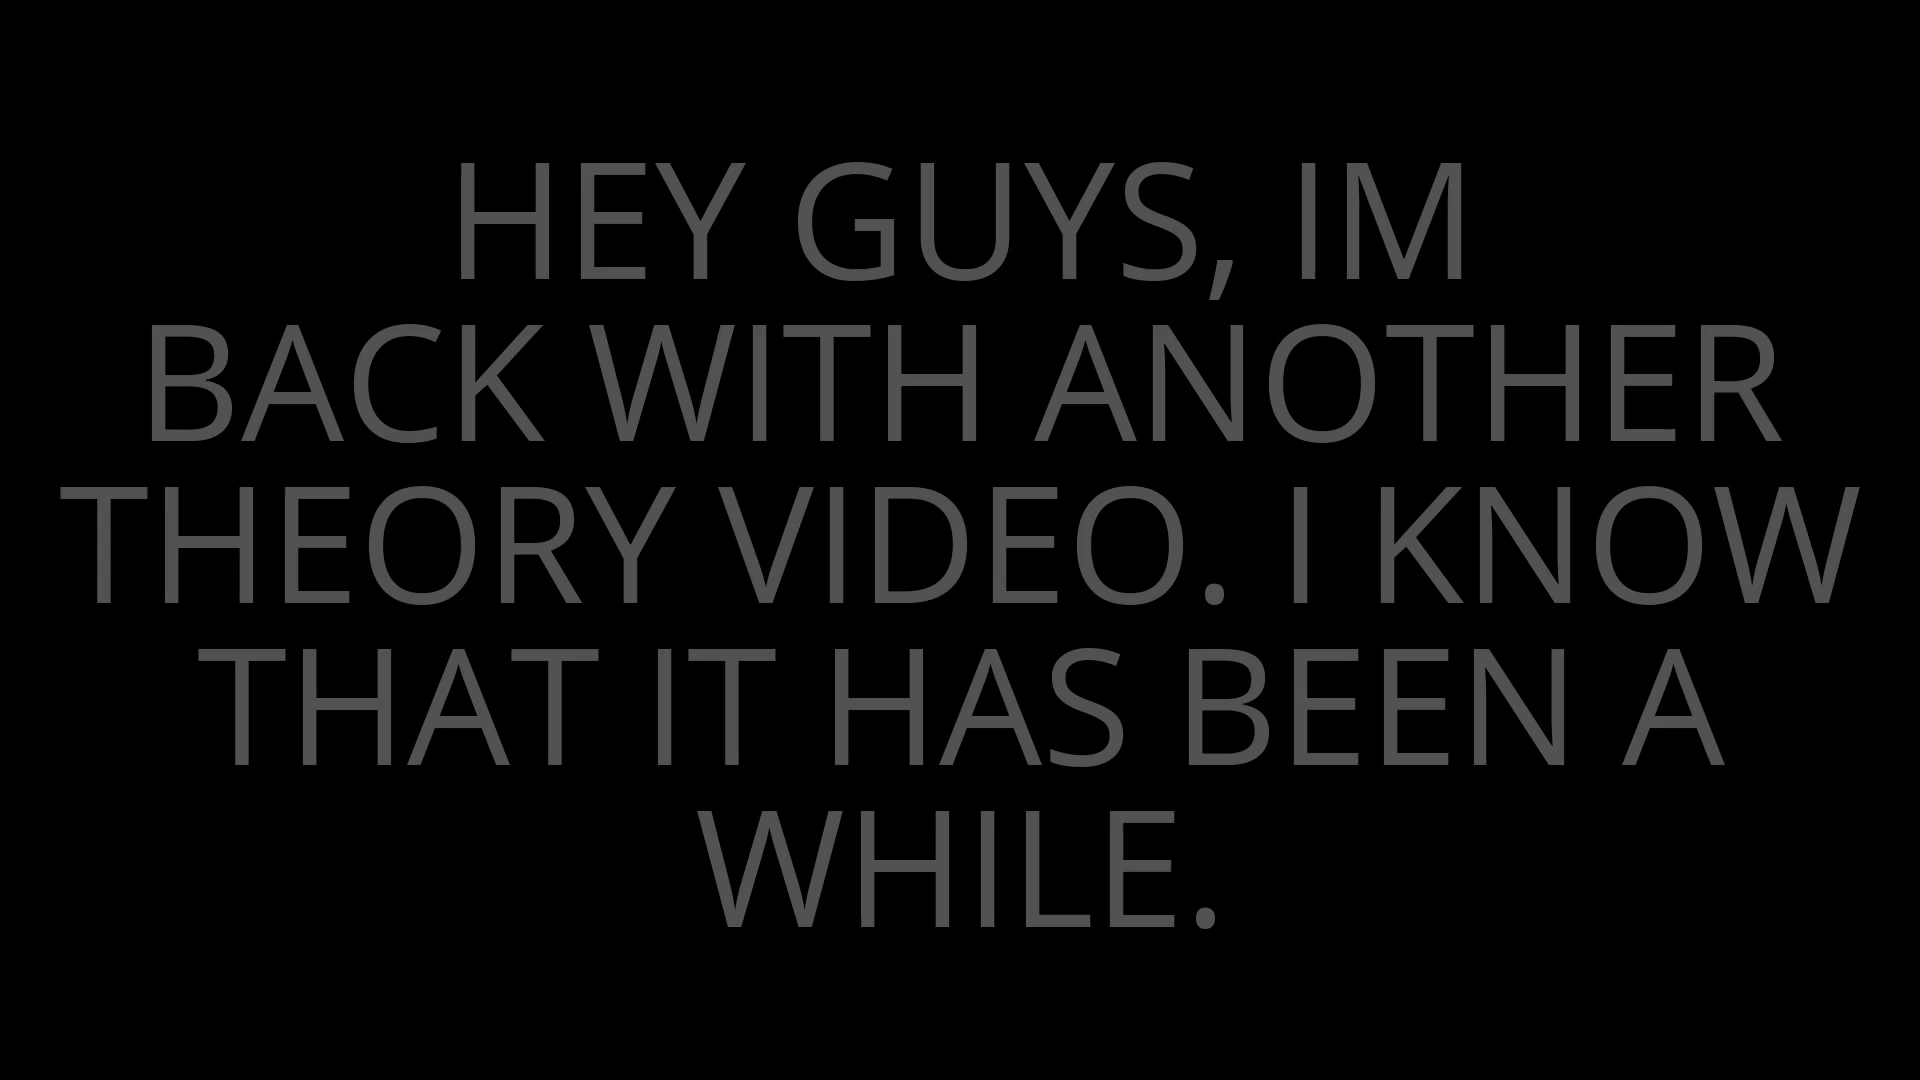 HEY GUYS, IM
BACK WITH ANOTHER
THEORY VIDEO. I KNOW
THAT IT HAS BEEN A
WHILE.